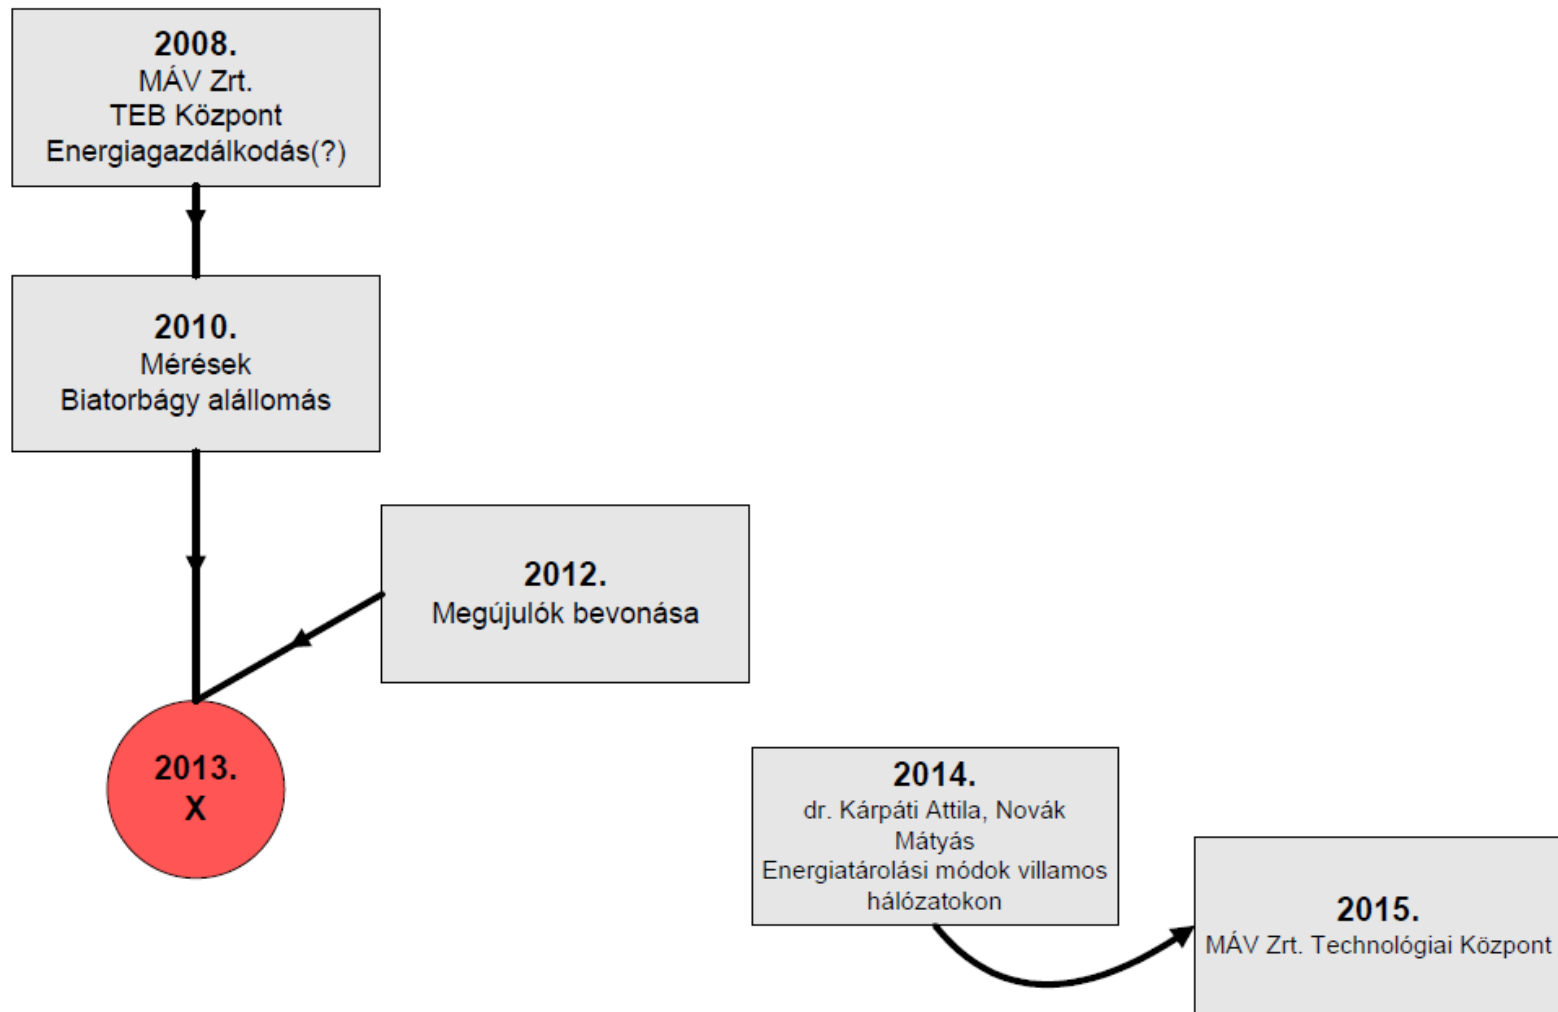 2008.
MÁV Zrt.
TEB Központ
Energiagazdálkodás(?)
2010.
Mérések
Biatorbágy alállomás
2012.
Megújulók bevonása
2013.
X
2014.
dr. Kárpáti Attila, Novák
Mátyás
Energiatárolási módok villamos
hálózatokon
2015.
MÁV Zrt. Technológiai Központ